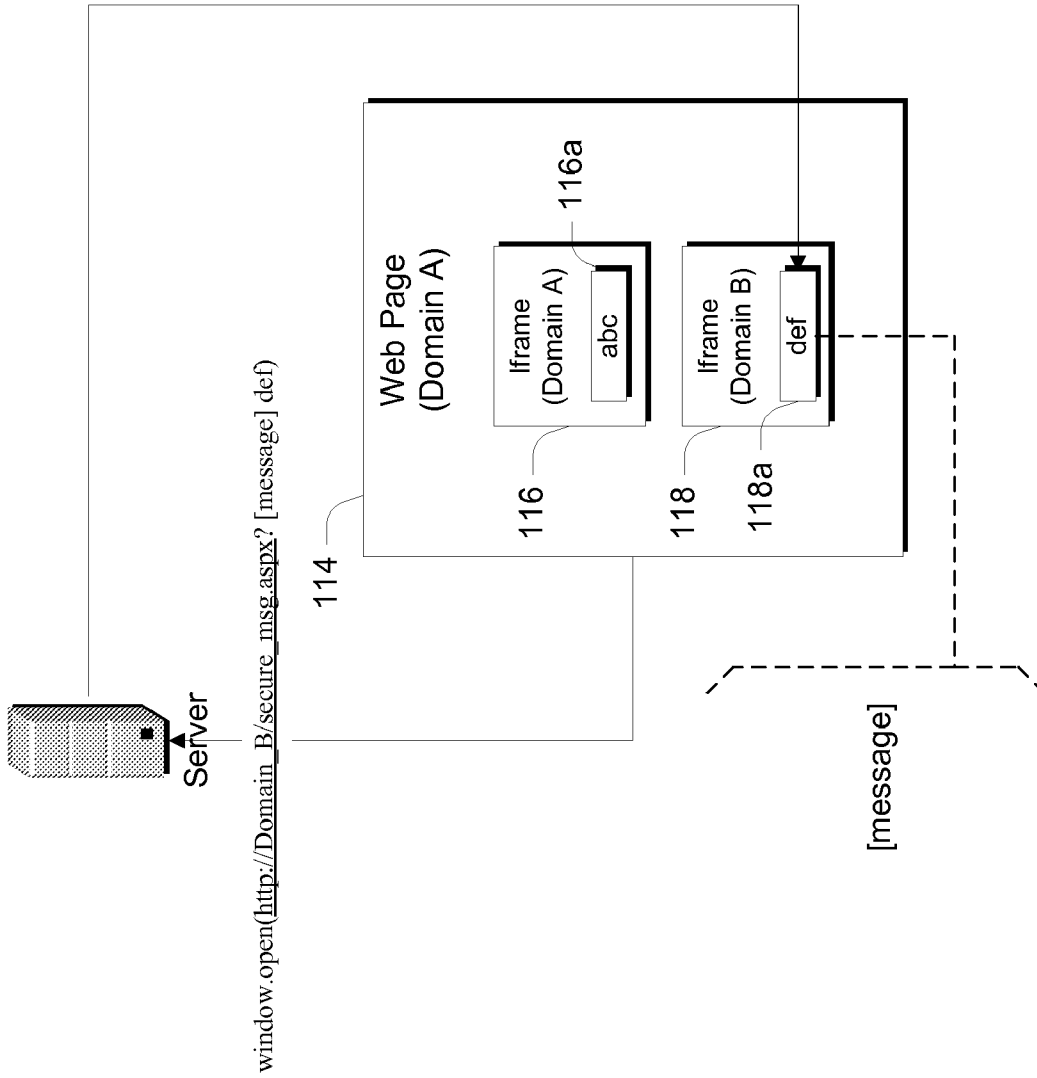 Server
window.open(http://Domain_B/secure_msg.aspx? [message] def)
114
Web Page
(Domain A)
116
Iframe
(Domain A)
abc
116a
118
Iframe
(Domain B)
118a
def
[message]